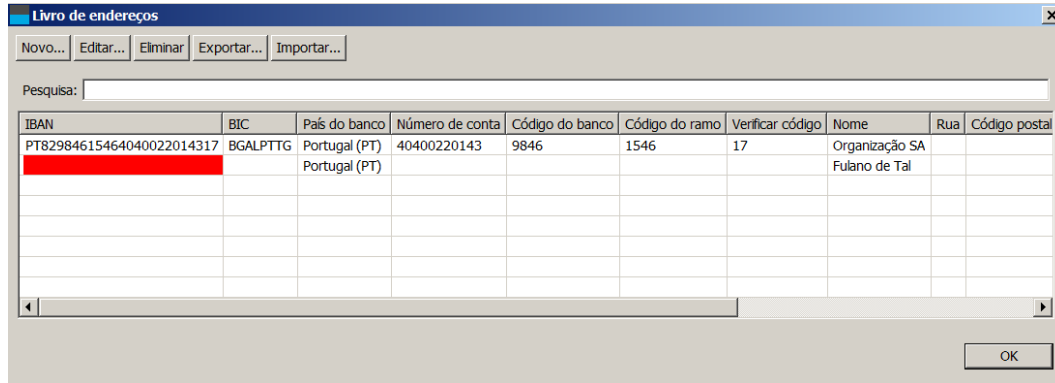 Livro de endereços
Novo... Editar... Eliminar Exportar... Importar...
Pesquisa:
IBAN BIC País do banco Número de conta Código do banco Código do ramo Verificar código Nome Rua Código postal
PT82984615464040022014317 BGALPTTG Portugal (PT) 40400220143 9846 1546 17 Organização SA
Portugal (PT) Fulano de Tal
OK